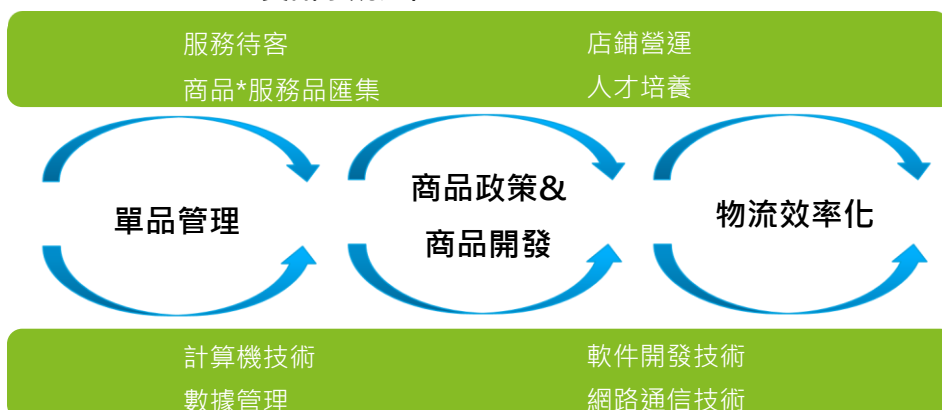 服務待客
店鋪營運
商品*服務品匯集
人才培養
單品管理
商品政策&
商品開發
物流效率化
計算機技術
軟件開發技術
數據管理
網路通信技術